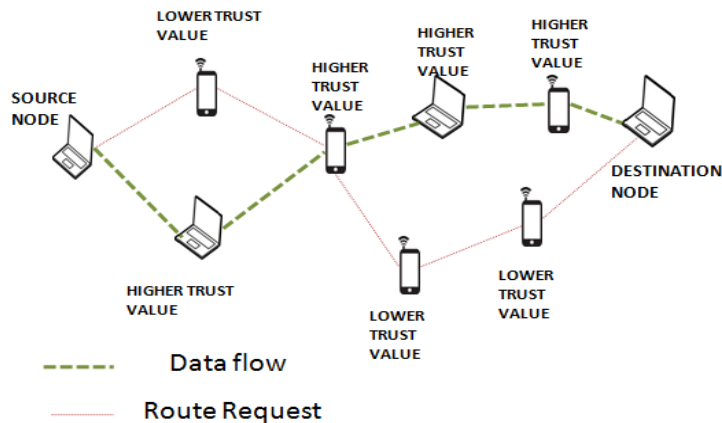 LOWER TRUST
VALUE
SOURCE
NODE
HIGHER
TRUST
VALUE
HIGHER
TRUST
VALUE
HIGHER
TRUST
VALUE
DESTINATION
NODE
HIGHER TRUST
VALUE
LOWER
TRUST
VALUE
LOWER
TRUST
VALUE
Data flow
Route Request